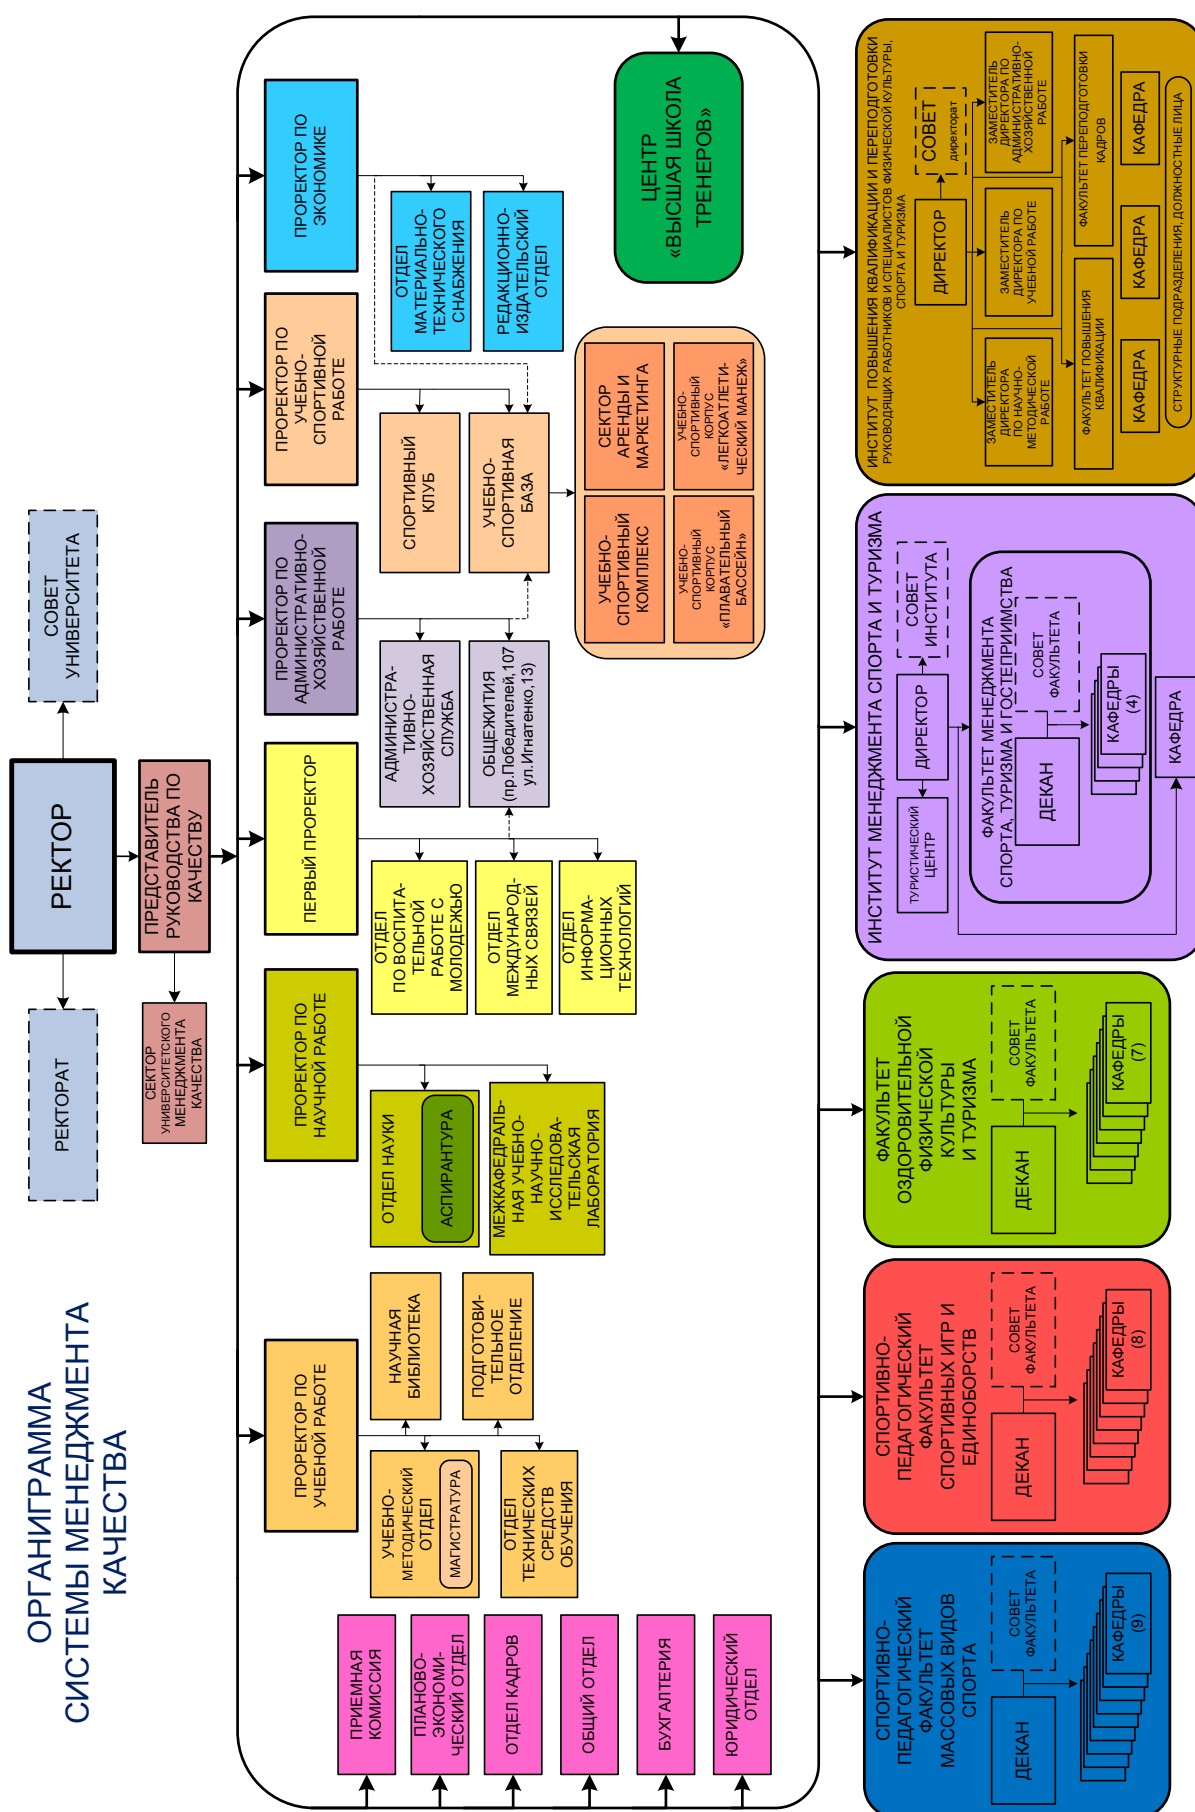 ОРГАНИГРАММА
СИСТЕМЫ МЕНЕДЖМЕНТА
КАЧЕСТВА
РЕКТОРАТ
РЕКТОР
СОВЕТ
УНИВЕРСИТЕТА
СЕКТОР
УНИВЕРСИТЕТСКОГО
МЕНЕДЖМЕНТА
КАЧЕСТВА
ПРЕДСТАВИТЕЛЬ
РУКОВОДСТВА ПО
КАЧЕСТВУ
ПРИЕМНАЯ
КОМИССИЯ
ПЛАНОВО-
ЭКОНОМИ-
ЧЕСКИЙ ОТДЕЛ
ОТДЕЛ КАДРОВ
ОБЩИЙ ОТДЕЛ
БУХГАЛТЕРИЯ
ЮРИДИЧЕСКИЙ
ОТДЕЛ
ПРОРЕКТОР ПО
УЧЕБНОЙ РАБОТЕ
УЧЕБНО-
МЕТОДИЧЕСКИЙ
ОТДЕЛ
МАГИСТРАТУРА
НАУЧНАЯ
БИБЛИОТЕКА
ОТДЕЛ
ТЕХНИЧЕСКИХ
СРЕДСТВ
ОБУЧЕНИЯ
ПОДГОТОВИ-
ТЕЛЬНОЕ
ОТДЕЛЕНИЕ
ПРОРЕКТОР ПО
НАУЧНОЙ РАБОТЕ
ОТДЕЛ НАУКИ
АСПИРАНТУРА
МЕЖКАФЕДРАЛЬ-
НАЯ УЧЕБНО-
НАУЧНО-
ИССЛЕДОВА-
ТЕЛЬСКАЯ
ЛАБОРАТОРИЯ
ПЕРВЫЙ ПРОРЕКТОР
ОТДЕЛ
ПО ВОСПИТА-
ТЕЛЬНОЙ
РАБОТЕ С
МОЛОДЕЖЬЮ
ОТДЕЛ
МЕЖДУНАРОД-
НЫХ СВЯЗЕЙ
ОТДЕЛ
ИНФОРМА-
ЦИОННЫХ
ТЕХНОЛОГИЙ
ПРОРЕКТОР ПО
АДМИНИСТРАТИВНО-
ХОЗЯЙСТВЕННОЙ
РАБОТЕ
АДМИНИСТРА-
ТИВНО-
ХОЗЯЙСТВЕННАЯ
СЛУЖБА
ОБЩЕЖИТИЯ
(пр.Победителей,107
ул.Игнатенко,13)
ПРОРЕКТОР ПО
УЧЕБНО-
СПОРТИВНОЙ
РАБОТЕ
СПОРТИВНЫЙ
КЛУБ
УЧЕБНО-
СПОРТИВНАЯ
БАЗА
УЧЕБНО-
СПОРТИВНЫЙ
КОМПЛЕКС
СЕКТОР
АРЕНДЫ И
МАРКЕТИНГА
УЧЕБНО-
СПОРТИВНЫЙ
КОРПУС
«ПЛАВАТЕЛЬНЫЙ
БАССЕЙН»
УЧЕБНО-
СПОРТИВНЫЙ
КОРПУС
«ЛЕГКОАТЛЕТИ-
ЧЕСКИЙ МАНЕЖ»
ПРОРЕКТОР ПО
ЭКОНОМИКЕ
ОТДЕЛ
МАТЕРИАЛЬНО-
ТЕХНИЧЕСКОГО
СНАБЖЕНИЯ
РЕДАКЦИОННО-
ИЗДАТЕЛЬСКИЙ
ОТДЕЛ
ЦЕНТР
«ВЫСШАЯ ШКОЛА
ТРЕНЕРОВ»
СПОРТИВНО-
ПЕДАГОГИЧЕСКИЙ
ФАКУЛЬТЕТ
МАССОВЫХ ВИДОВ
СПОРТА
ДЕКАН
СОВЕТ
ФАКУЛЬТЕТА
КАФЕДРЫ
(9)
СПОРТИВНО-
ПЕДАГОГИЧЕСКИЙ
ФАКУЛЬТЕТ
СПОРТИВНЫХ ИГР И
ЕДИНОБОРСТВ
ДЕКАН
СОВЕТ
ФАКУЛЬТЕТА
КАФЕДРЫ
(8)
ФАКУЛЬТЕТ
ОЗДОРОВИТЕЛЬНОЙ
ФИЗИЧЕСКОЙ
КУЛЬТУРЫ
И ТУРИЗМА
ДЕКАН
СОВЕТ
ФАКУЛЬТЕТА
КАФЕДРЫ
(7)
ИНСТИТУТ МЕНЕДЖМЕНТА СПОРТА И ТУРИЗМА
ТУРИСТИЧЕСКИЙ
ЦЕНТР
ДИРЕКТОР
СОВЕТ
ИНСТИТУТА
ФАКУЛЬТЕТ МЕНЕДЖМЕНТА
СПОРТА, ТУРИЗМА И ГОСТЕПРИИМСТВА
ДЕКАН
СОВЕТ
ФАКУЛЬТЕТА
КАФЕДРЫ
(4)
КАФЕДРА
ИНСТИТУТ ПОВЫШЕНИЯ КВАЛИФИКАЦИИ И ПЕРЕПОДГОТОВКИ
РУКОВОДЯЩИХ РАБОТНИКОВ И СПЕЦИАЛИСТОВ ФИЗИЧЕСКОЙ КУЛЬТУРЫ,
СПОРТА И ТУРИЗМА
ДИРЕКТОР
СОВЕТ
директорат
ЗАМЕСТИТЕЛЬ
ДИРЕКТОРА
ПО НАУЧНО-
МЕТОДИЧЕСКОЙ
РАБОТЕ
ЗАМЕСТИТЕЛЬ
ДИРЕКТОРА ПО
УЧЕБНОЙ РАБОТЕ
ЗАМЕСТИТЕЛЬ
ДИРЕКТОРА ПО
АДМИНИСТРАТИВНО-
ХОЗЯЙСТВЕННОЙ
РАБОТЕ
ФАКУЛЬТЕТ ПОВЫШЕНИЯ
КВАЛИФИКАЦИИ
ФАКУЛЬТЕТ ПЕРЕПОДГОТОВКИ
КАДРОВ
КАФЕДРА
КАФЕДРА
КАФЕДРА
СТРУКТУРНЫЕ ПОДРАЗДЕЛЕНИЯ, ДОЛЖНОСТНЫЕ ЛИЦА